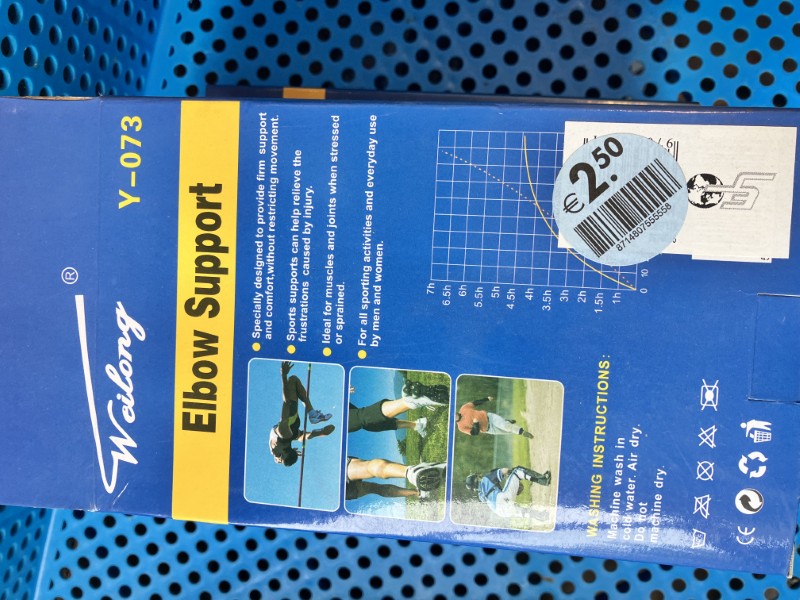 Wailong ®
Y-073
Elbow Support
Specially designed to provide firm support
and comfort,without restricting movement.
Sports supports can help relieve the
frustrations caused by injury.
Ideal for muscles and joints when stressed
or sprained.
For all sporting activities and everyday use
by men and women.
7h
6.5h
6h
5.5h
5h
4.5h
4h
3.5h
3h
2h
1.5h
1h
0 10
€2.50
8714807555558
WASHING INSTRUCTIONS:
Machine wash in
cold water. Air dry.
Do not
machine dry.
CE